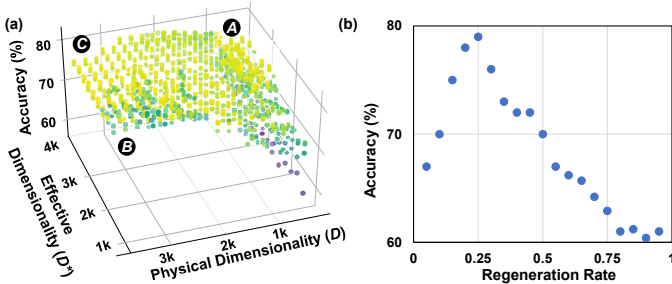 (a)
A
C
B
Accuracy (%)
80
70
60
4k
3k
2k
1k
Effective
Dimensionality (D*)
3k
2k
1k
Physical Dimensionality (D)
(b)
Accuracy (%)
80
70
60
0
0.25
0.5
0.75
1
Regeneration Rate